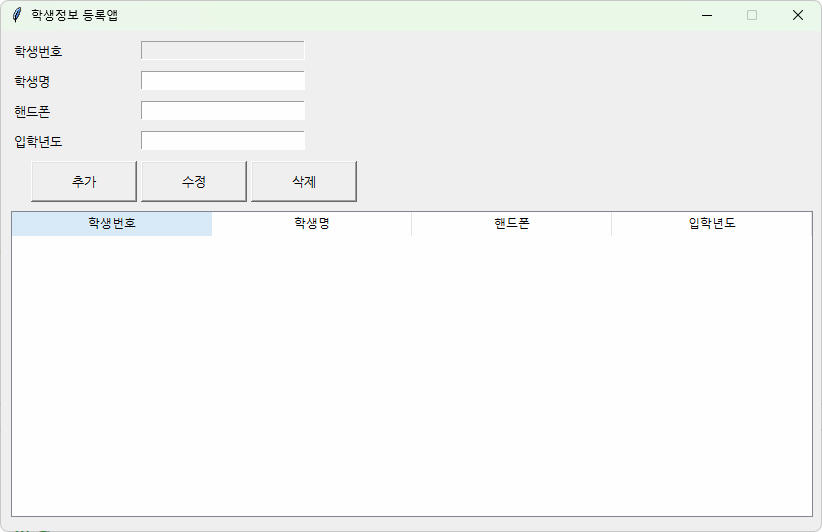 학생정보 등록앱
학생번호
학생명
핸드폰
입학년도
추가 수정 삭제
학생번호 학생명 핸드폰 입학년도